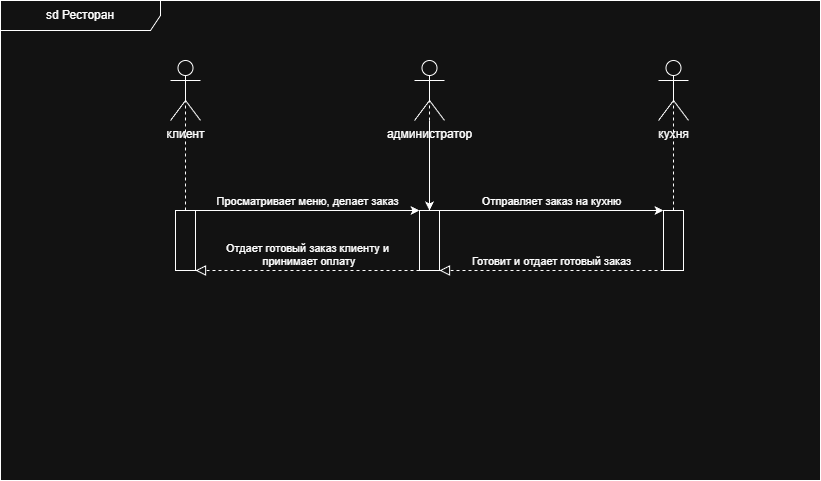 sd Ресторан
клиент
администратор
кухня
Просматривает меню, делает заказ
Отправляет заказ на кухню
Отдает готовый заказ клиенту и
принимает оплату
Готовит и отдает готовый заказ